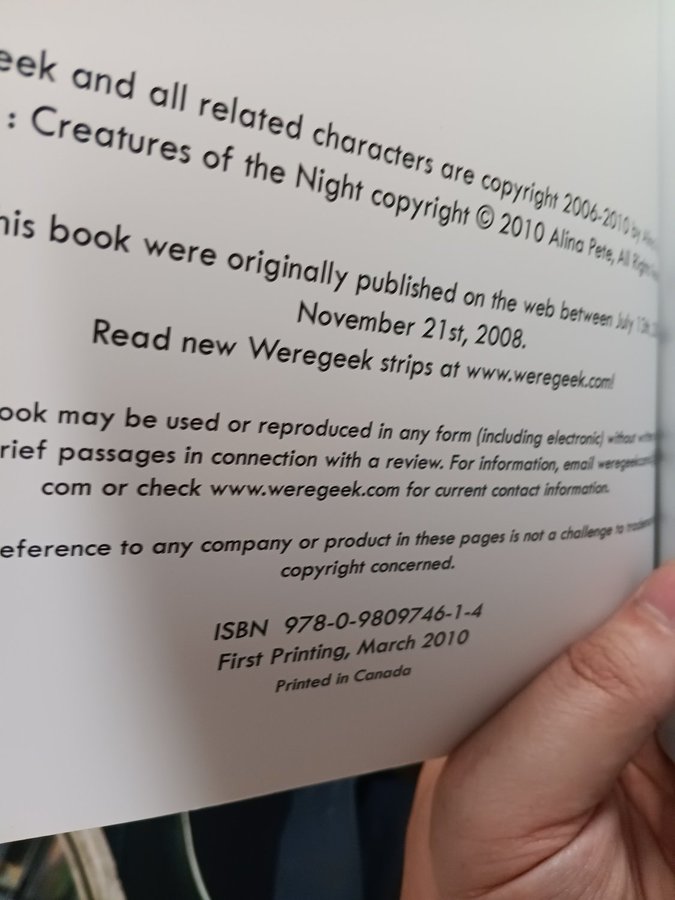 eek and all related characters are copyright 2006-2010 by
: Creatures of the Night copyright © 2010 Alina Pete, All
his book were originally published on the web between July
November 21st, 2008.
Read new Weregeek strips at www.weregeek.com!
ook may be used or reproduced in any form (including electronic) without
rief passages in connection with a review. For information, email
com or check www.weregeek.com for current contact information.
eference to any company or product in these pages is not a challenge to
copyright concerned.
ISBN 978-0-9809746-1-4
First Printing, March 2010
Printed in Canada